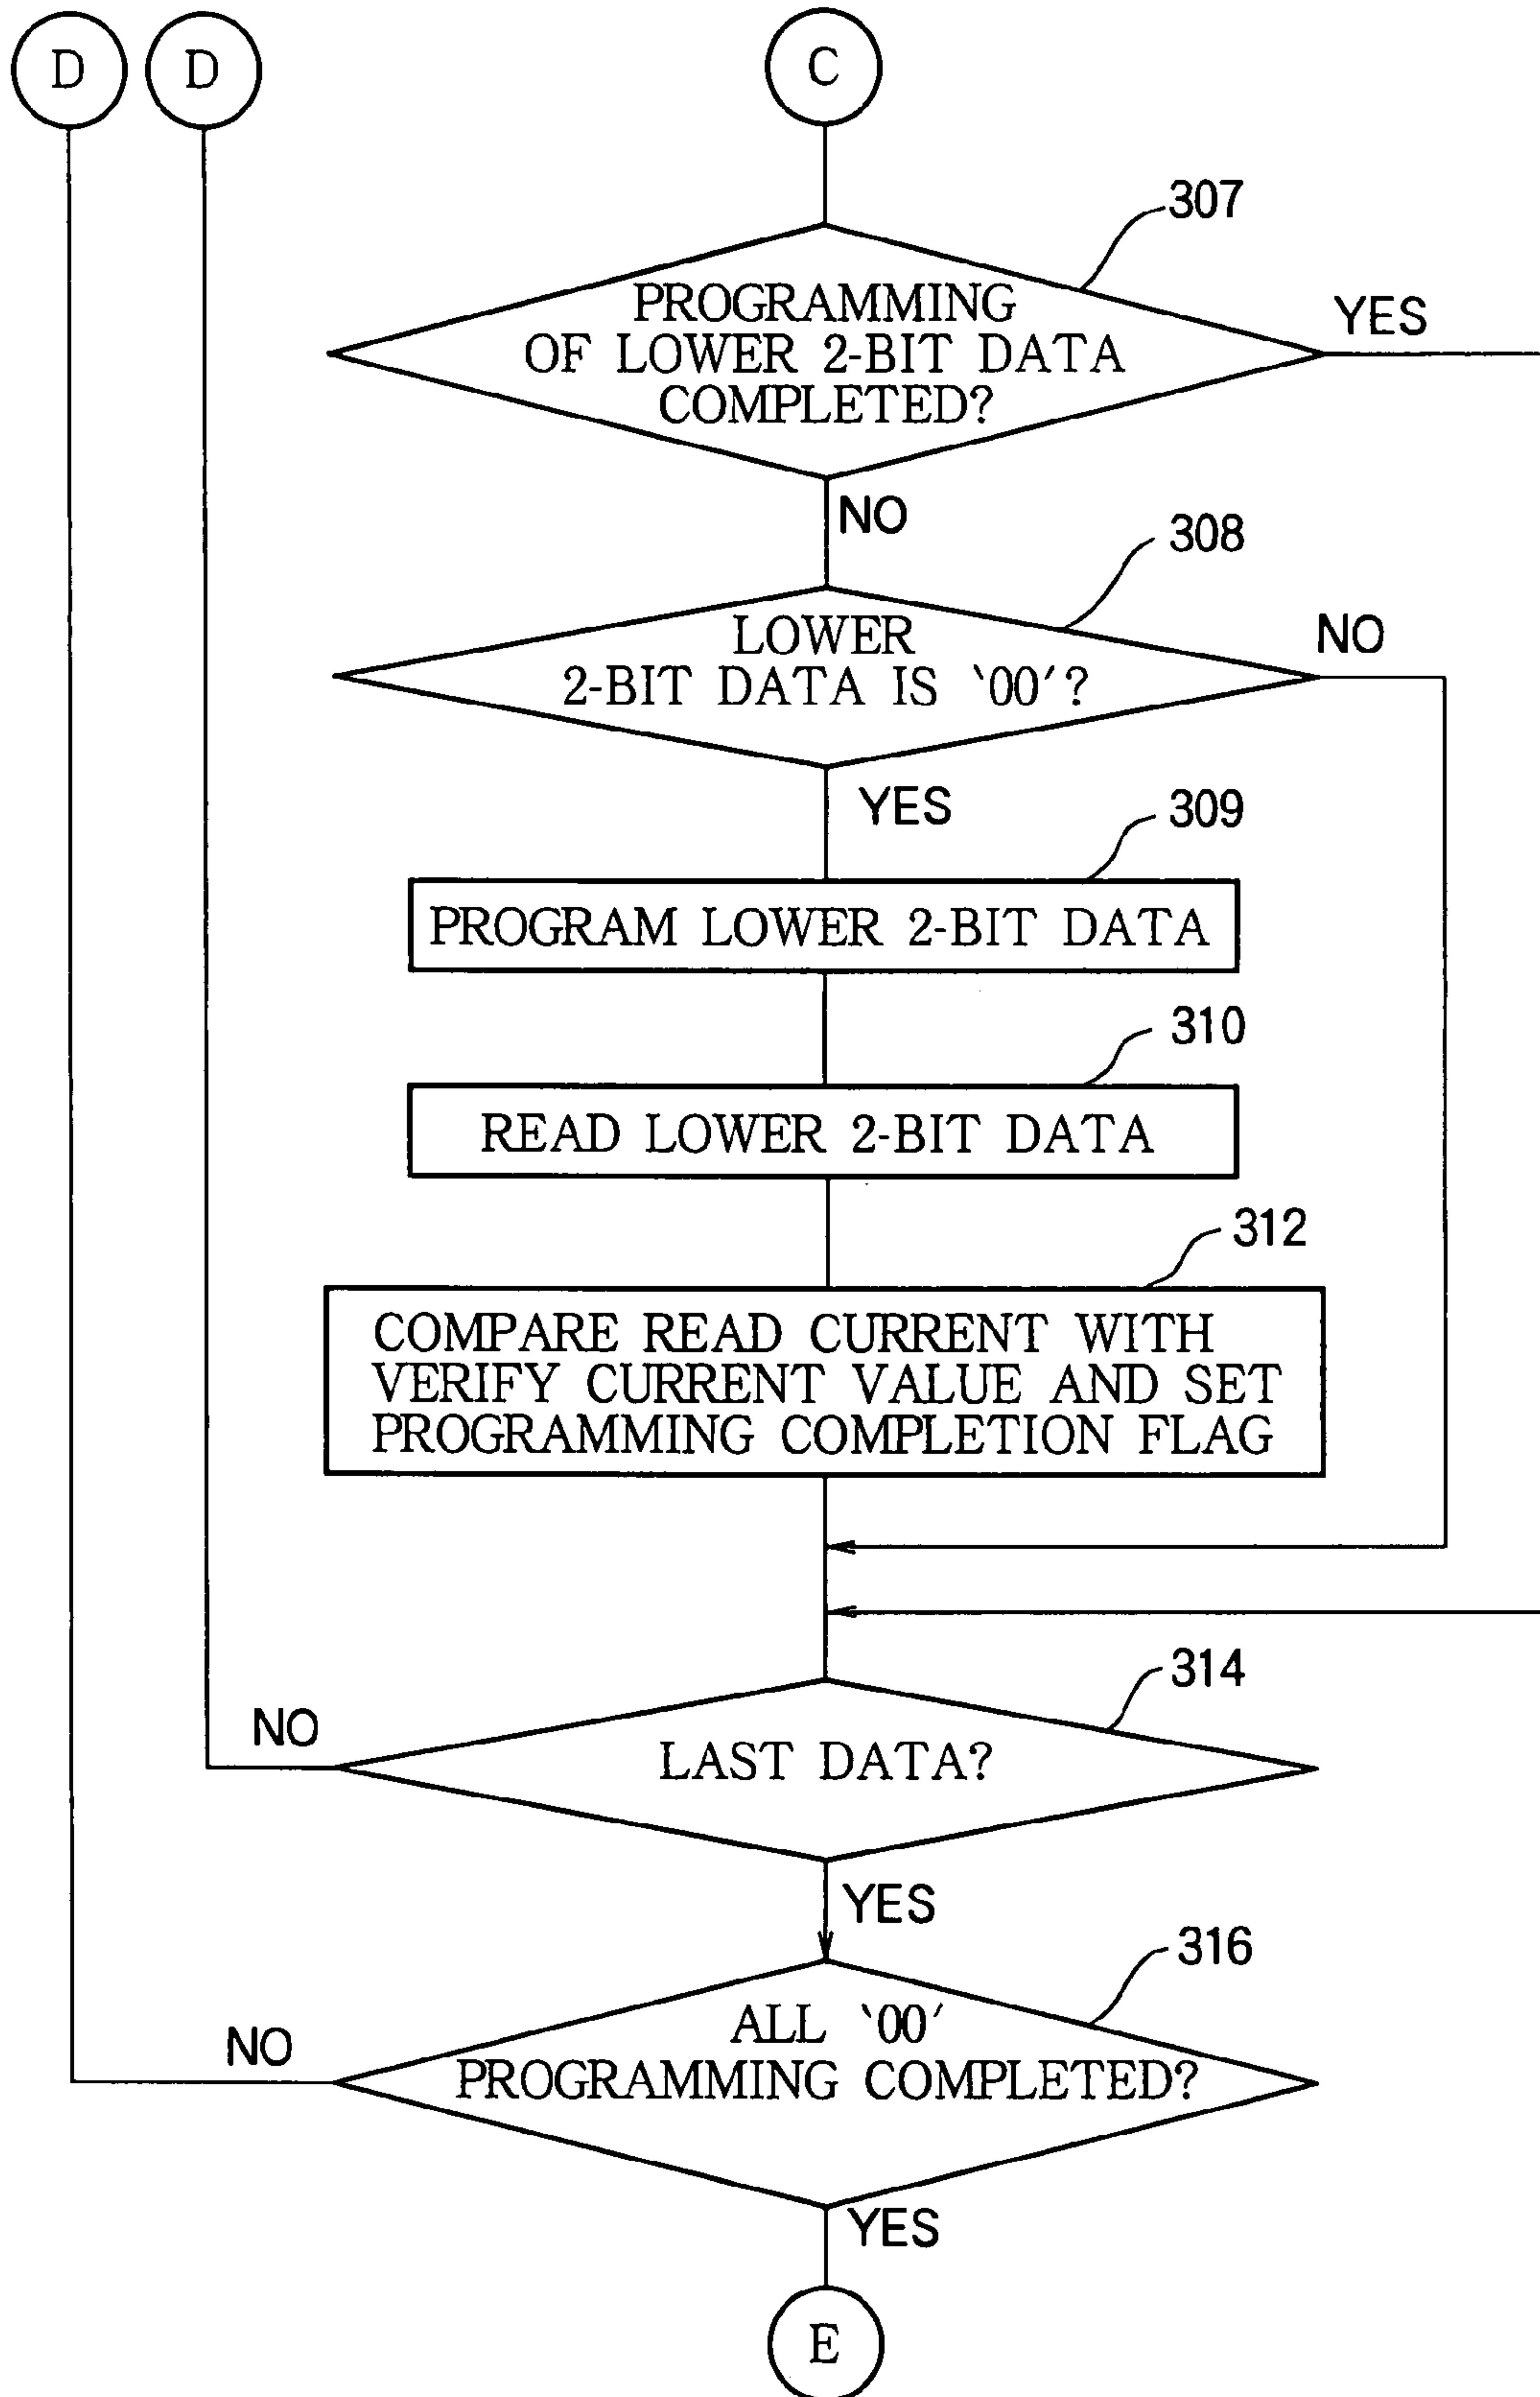 D
D
C
307
PROGRAMMING
OF LOWER 2-BIT DATA
COMPLETED?
YES
NO
308
LOWER
2-BIT DATA IS ‵00′?
NO
YES
309
PROGRAM LOWER 2-BIT DATA
310
READ LOWER 2-BIT DATA
312
COMPARE READ CURRENT WITH
VERIFY CURRENT VALUE AND SET
PROGRAMMING COMPLETION FLAG
314
LAST DATA?
NO
YES
316
ALL ‵00′
PROGRAMMING COMPLETED?
NO
YES
E